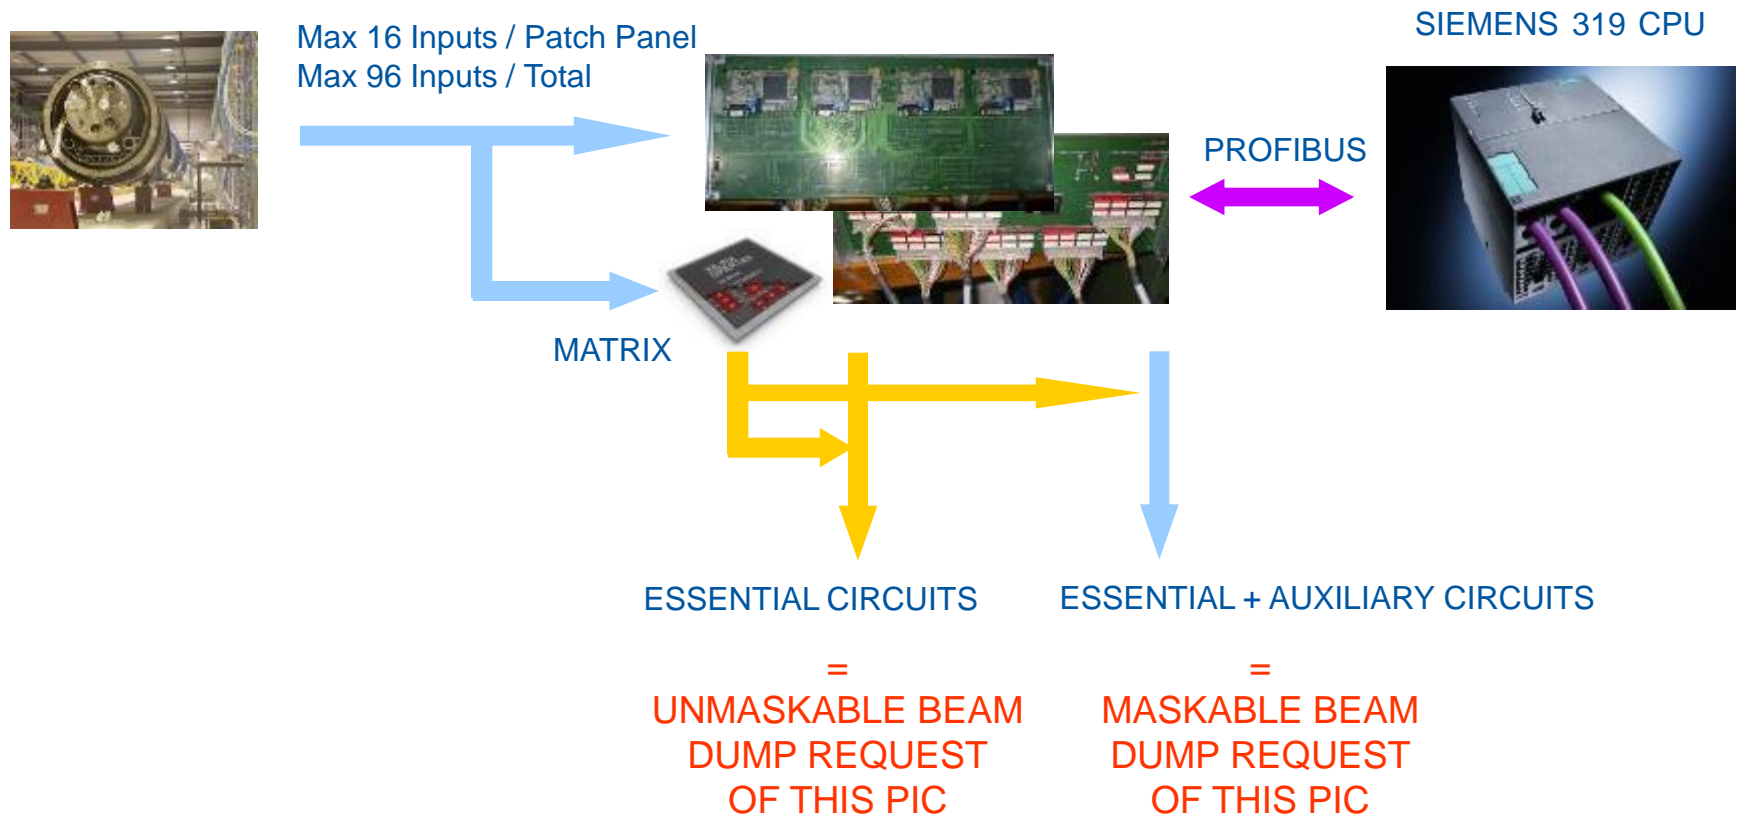 Max 16 Inputs / Patch Panel
Max 96 Inputs / Total
SIEMENS 319 CPU
PROFIBUS
MATRIX
ESSENTIAL CIRCUITS
=
UNMASKABLE BEAM
DUMP REQUEST
OF THIS PIC
ESSENTIAL + AUXILIARY CIRCUITS
=
MASKABLE BEAM
DUMP REQUEST
OF THIS PIC